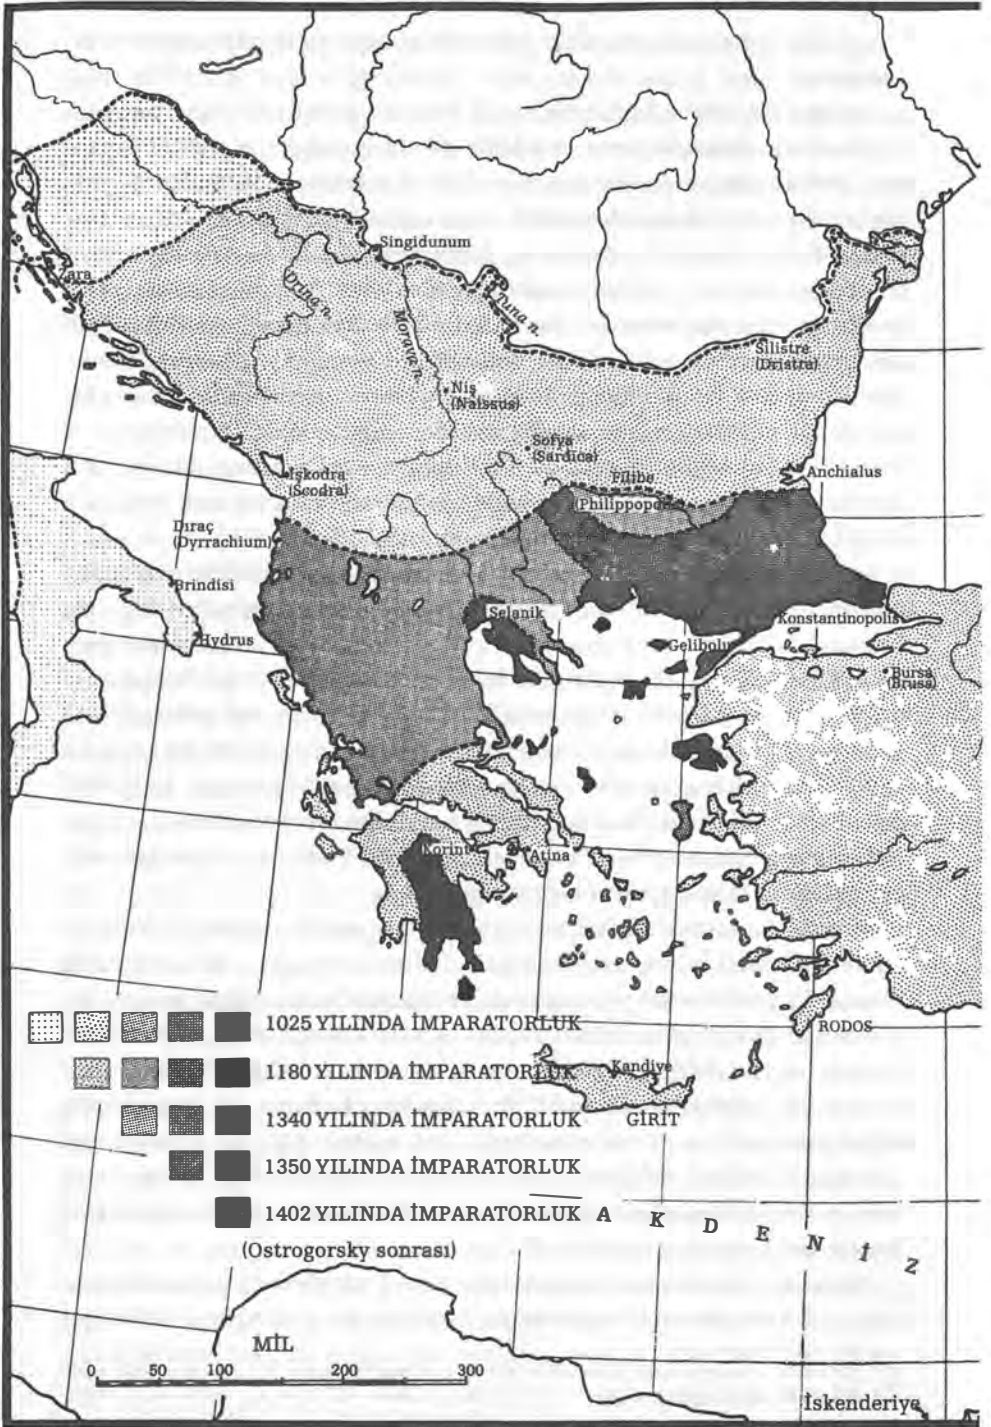 Singidunum
Zara
Urina n.
Morava n.
Tuna n.
Silistre
(Dristra)
Niş
(Naissus)
Sofya
(Sardica)
Filibe
(Philippopol
Anchialus
İşkodra
(Scodra)
Dıraç
(Dyrrachium)
Brindisi
Hydrus
Selanik
Konstantinopolis
Gelibolu
Bursa
(Brusa)
Korint
Atina
RODOS
Kandiye
GİRİT
1025 YILINDA İMPARATORLUK
1180 YILINDA İMPARATORLUK
1340 YILINDA İMPARATORLUK
1350 YILINDA İMPARATORLUK
1402 YILINDA İMPARATORLUK
A K D E N İ Z
(Ostrogorsky sonrası)
MİL
0 50 100 200 300
İskenderiye